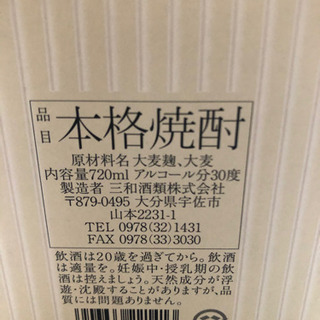 品目 本格焼酎
原材料名 大麦麹、大麦
内容量720ml アルコール分30度
製造者 三和酒類株式会社
〒879-0495 大分県宇佐市
山本2231-1
TEL 0978(32)1431
FAX 0978(33)3030
飲酒は20歳を過ぎてから。飲酒
は適量を。妊娠中・授乳期の飲
酒は控えましょう。天然成分が浮
遊・沈殿することがありますが、品
質には問題ありません。